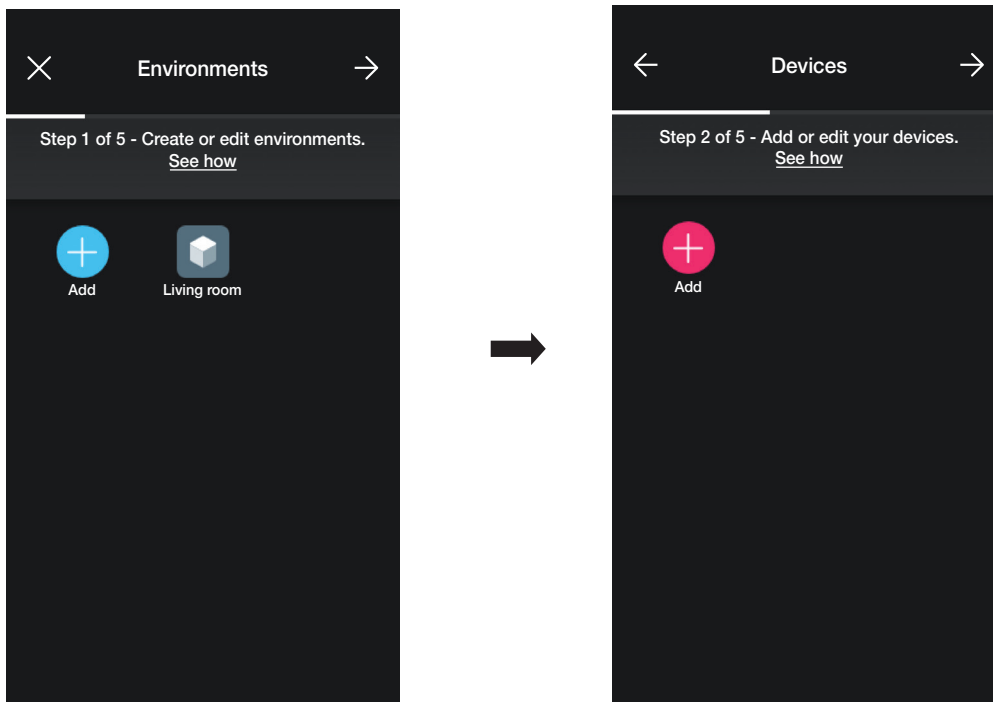 Environments
Step 1 of 5 - Create or edit environments.
See how
Add
Living room
Devices
Step 2 of 5 - Add or edit your devices.
See how
Add